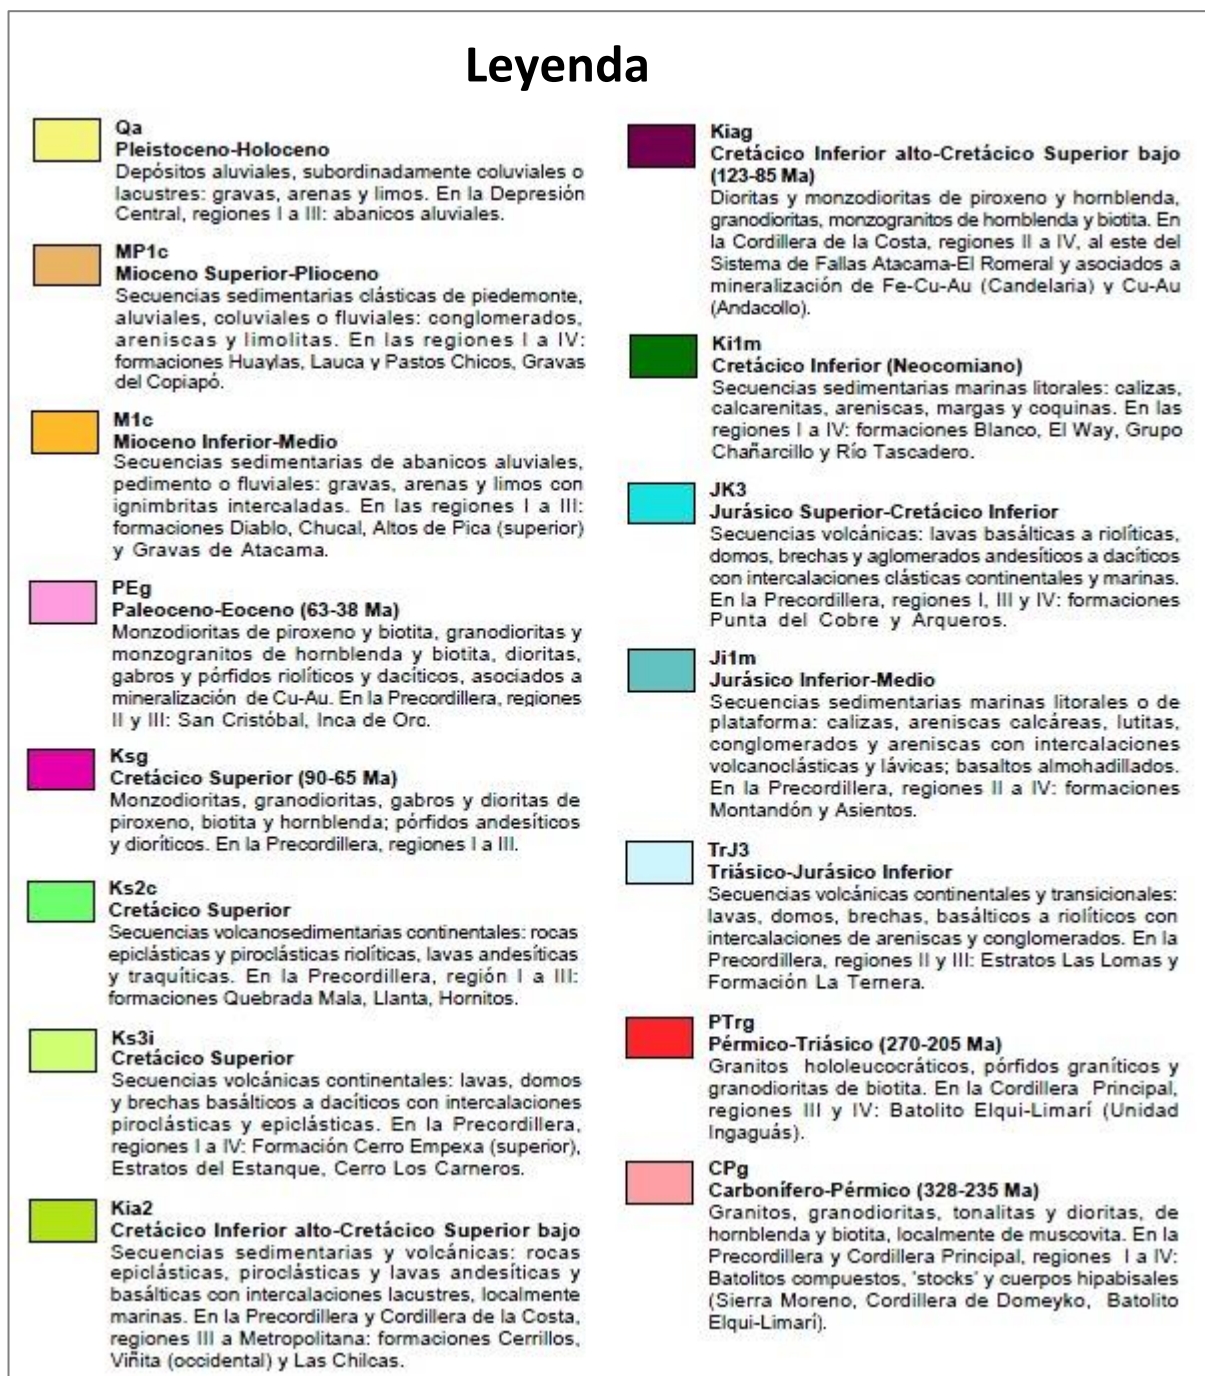 Leyenda
Qa
Pleistoceno-Holoceno
Depósitos aluviales, subordinadamente coluviales o
lacustres: gravas, arenas y limos. En la Depresión
Central, regiones I a III: abanicos aluviales.
MP1c
Mioceno Superior-Plioceno
Secuencias sedimentarias clásticas de piedemonte,
aluviales, coluviales o fluviales: conglomerados,
areniscas y limolitas. En las regiones I a IV:
formaciones Huaylas, Lauca y Pastos Chicos, Gravas
del Copiapó.
M1c
Mioceno Inferior-Medio
Secuencias sedimentarias de abanicos aluviales,
pedimento o fluviales: gravas, arenas y limos con
ignimbritas intercaladas. En las regiones I a III:
formaciones Diablo, Chucal, Altos de Pica (superior)
y Gravas de Atacama.
PEg
Paleoceno-Eoceno (63-38 Ma)
Monzodioritas de piroxeno y biotita, granodioritas y
monzogranitos de hornblenda y biotita, dioritas,
gabros y pórfidos riolíticos y dacíticos, asociados a
mineralización de Cu-Au. En la Precordillera, regiones
II y III: San Cristóbal, Inca de Oro.
Ksg
Cretácico Superior (90-65 Ma)
Monzodioritas, granodioritas, gabros y dioritas de
piroxeno, biotita y hornblenda; pórfidos andesíticos
y dioríticos. En la Precordillera, regiones I a III.
Ks2c
Cretácico Superior
Secuencias volcanosedimentarias continentales: rocas
epiclásticas y piroclásticas riolíticas, lavas andesíticas
y traquíticas. En la Precordillera, región I a III:
formaciones Quebrada Mala, Llanta, Hornitos.
Ks3i
Cretácico Superior
Secuencias volcánicas continentales: lavas, domos
y brechas basálticos a dacíticos con intercalaciones
piroclásticas y epiclásticas. En la Precordillera,
regiones I a IV: Formación Cerro Empexa (superior),
Estratos del Estanque, Cerro Los Carneros.
Kia2
Cretácico Inferior alto-Cretácico Superior bajo
Secuencias sedimentarias y volcánicas: rocas
epiclásticas, piroclásticas y lavas andesíticas y
basálticas con intercalaciones lacustres, localmente
marinas. En la Precordillera y Cordillera de la Costa,
regiones III a Metropolitana: formaciones Cerrillos,
Viñita (occidental) y Las Chilcas.
Kiag
Cretácico Inferior alto-Cretácico Superior bajo
(123-85 Ma)
Dioritas y monzodioritas de piroxeno y hornblenda,
granodioritas, monzogranitos de hornblenda y biotita. En
la Cordillera de la Costa, regiones II a IV, al este del
Sistema de Fallas Atacama-El Romeral y asociados a
mineralización de Fe-Cu-Au (Candelaria) y Cu-Au
(Andacollo).
Ki1m
Cretácico Inferior (Neocomiano)
Secuencias sedimentarias marinas litorales: calizas,
calcarenitas, areniscas, margas y coquinas. En las
regiones I a IV: formaciones Blanco, El Way, Grupo
Chañarcillo y Río Tascadero.
JK3
Jurásico Superior-Cretácico Inferior
Secuencias volcánicas: lavas basálticas a riolíticas,
domos, brechas y aglomerados andesíticos a dacíticos
con intercalaciones clásticas continentales y marinas.
En la Precordillera, regiones I, III y IV: formaciones
Punta del Cobre y Arqueros.
Ji1m
Jurásico Inferior-Medio
Secuencias sedimentarias marinas litorales o de
plataforma: calizas, areniscas calcáreas, lutitas,
conglomerados y areniscas con intercalaciones
volcanoclásticas y lávicas; basaltos almohadillados.
En la Precordillera, regiones II a IV: formaciones
Montandón y Asientos.
TrJ3
Triásico-Jurásico Inferior
Secuencias volcánicas continentales y transicionales:
lavas, domos, brechas, basálticos a riolíticos con
intercalaciones de areniscas y conglomerados. En la
Precordillera, regiones II y III: Estratos Las Lomas y
Formación La Ternera.
PTrg
Pérmico-Triásico (270-205 Ma)
Granitos hololeucocráticos, pórfidos graníticos y
granodioritas de biotita. En la Cordillera Principal,
regiones III y IV: Batolito Elqui-Limarí (Unidad
Ingaguás).
CPg
Carbonífero-Pérmico (328-235 Ma)
Granitos, granodioritas, tonalitas y dioritas, de
hornblenda y biotita, localmente de muscovita. En la
Precordillera y Cordillera Principal, regiones I a IV:
Batolitos compuestos, 'stocks' y cuerpos hipabisales
(Sierra Moreno, Cordillera de Domeyko, Batolito
Elqui-Limarí).